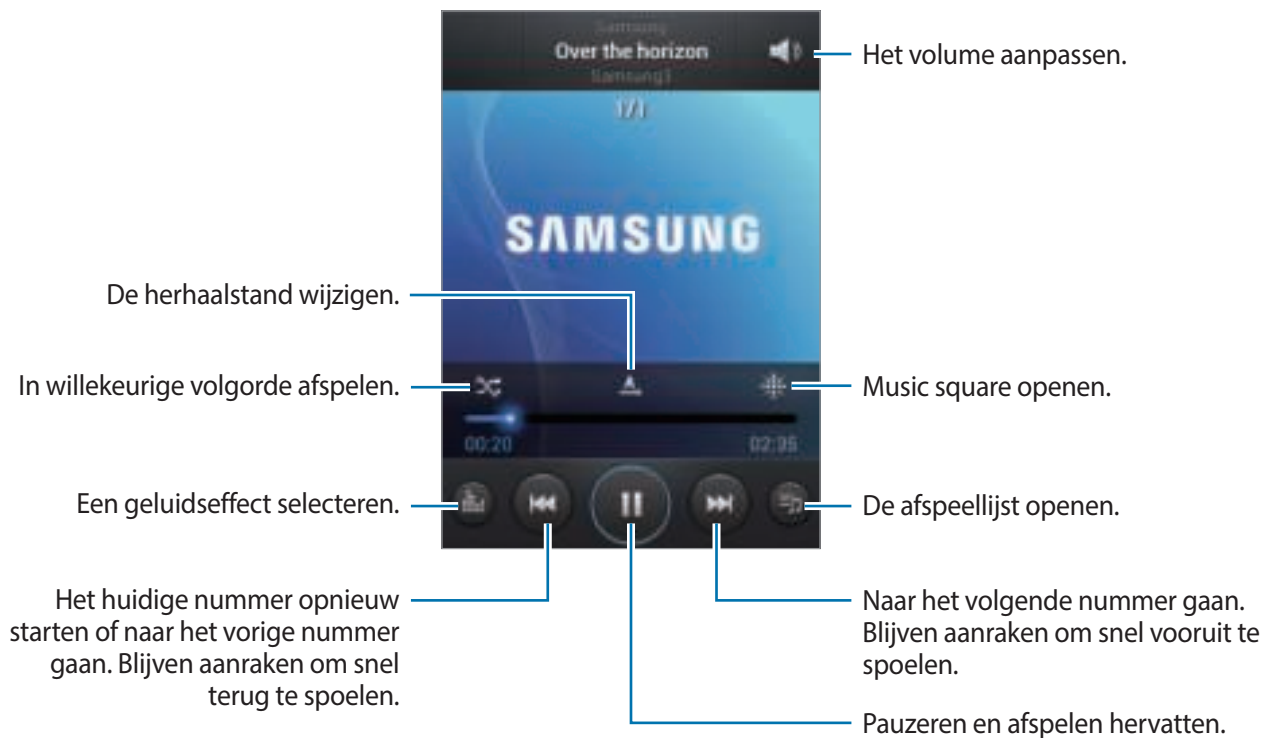 Samsung
Over the horizon
Samsung1
1/1
SAMSUNG
00:20
02:35
Het volume aanpassen.
De herhaalstand wijzigen.
In willekeurige volgorde afspelen.
Music square openen.
Een geluidseffect selecteren.
De afspeellijst openen.
Het huidige nummer opnieuw
starten of naar het vorige nummer
gaan. Blijven aanraken om snel
terug te spoelen.
Naar het volgende nummer gaan.
Blijven aanraken om snel vooruit te
spoelen.
Pauzeren en afspelen hervatten.